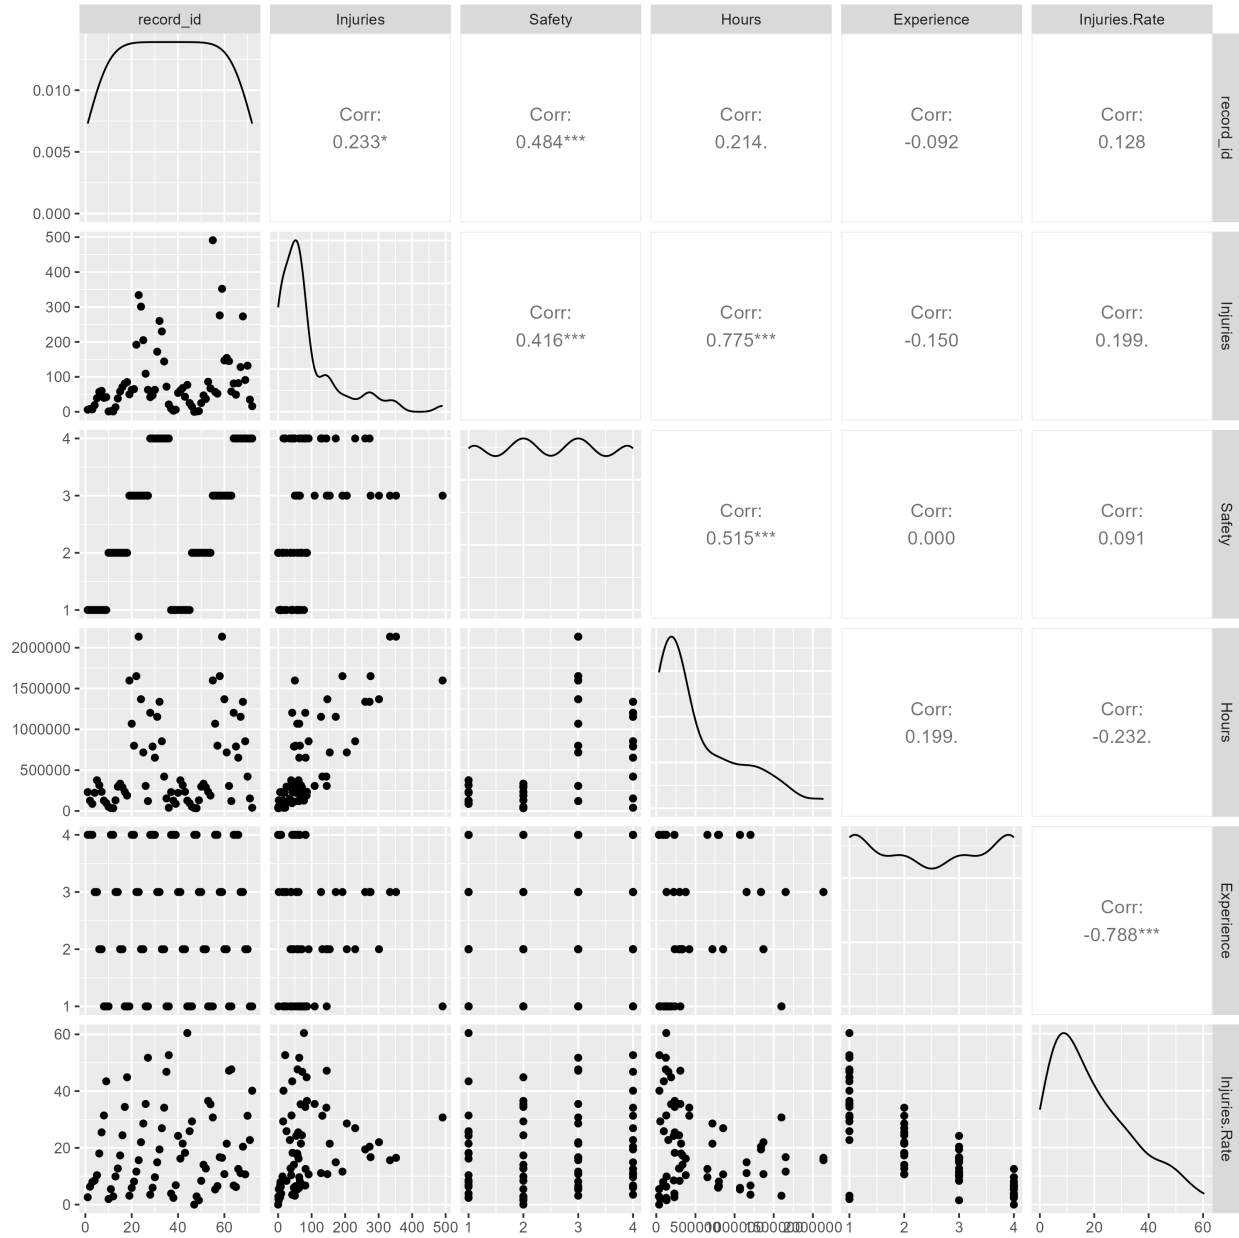 record_id Injuries Safety Hours Experience Injuries.Rate
0.010
0.005
0.000
Corr:
0.233*
Corr:
0.484***
Corr:
0.214.
Corr:
-0.092
Corr:
0.128
record_id
500
400
300
200
100
0
Corr:
0.416***
Corr:
0.775***
Corr:
-0.150
Corr:
0.199.
Injuries
4
3
2
1
Corr:
0.515***
Corr:
0.000
Corr:
0.091
Safety
2000000
1500000
1000000
500000
0
Corr:
0.199.
Corr:
-0.232.
Hours
4
3
2
1
Corr:
-0.788***
Experience
60
40
20
0
Injuries.Rate
0 20 40 60
0 100 200 300 400 500
1 2 3 4
0 500000 1000000 1500000 2000000
1 2 3 4
0 20 40 60